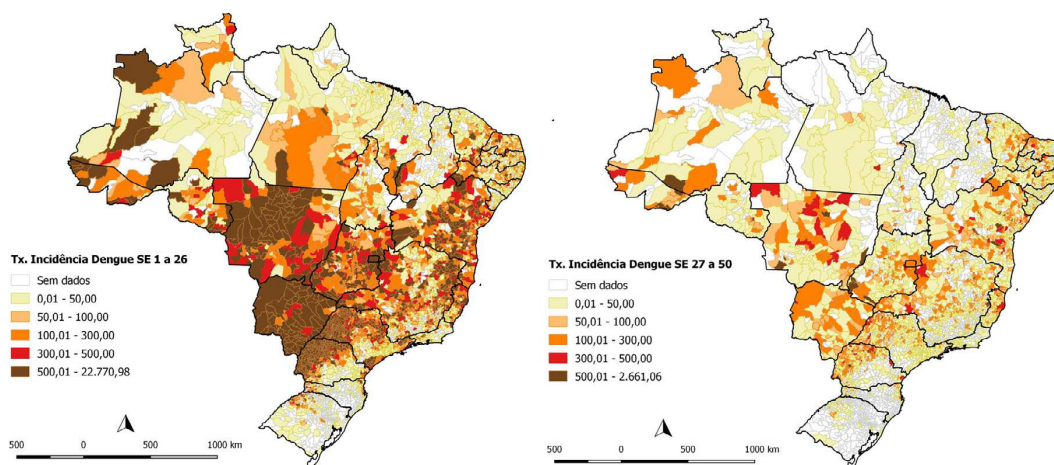 Tx. Incidência Dengue SE 1 a 26
Sem dados
0,01 - 50,00
50,01 - 100,00
100,01 - 300,00
300,01 - 500,00
500,01 - 22.770,98
500 0 500 1000 km
Tx. Incidência Dengue SE 27 a 50
Sem dados
0,01 - 50,00
50,01 - 100,00
100,01 - 300,00
300,01 - 500,00
500,01 - 2.661,06
500 0 500 1000 km